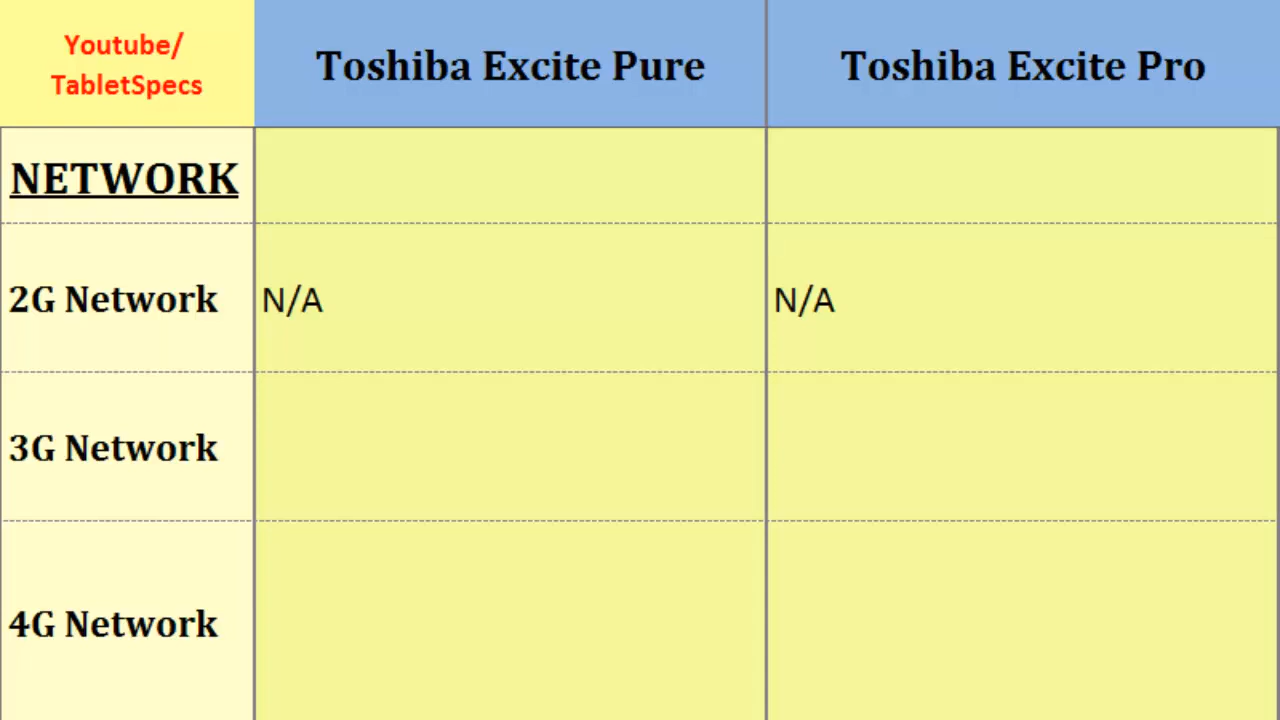 Youtube/
TabletSpecs
Toshiba Excite Pure
Toshiba Excite Pro
NETWORK
2G Network
N/A
N/A
3G Network
4G Network